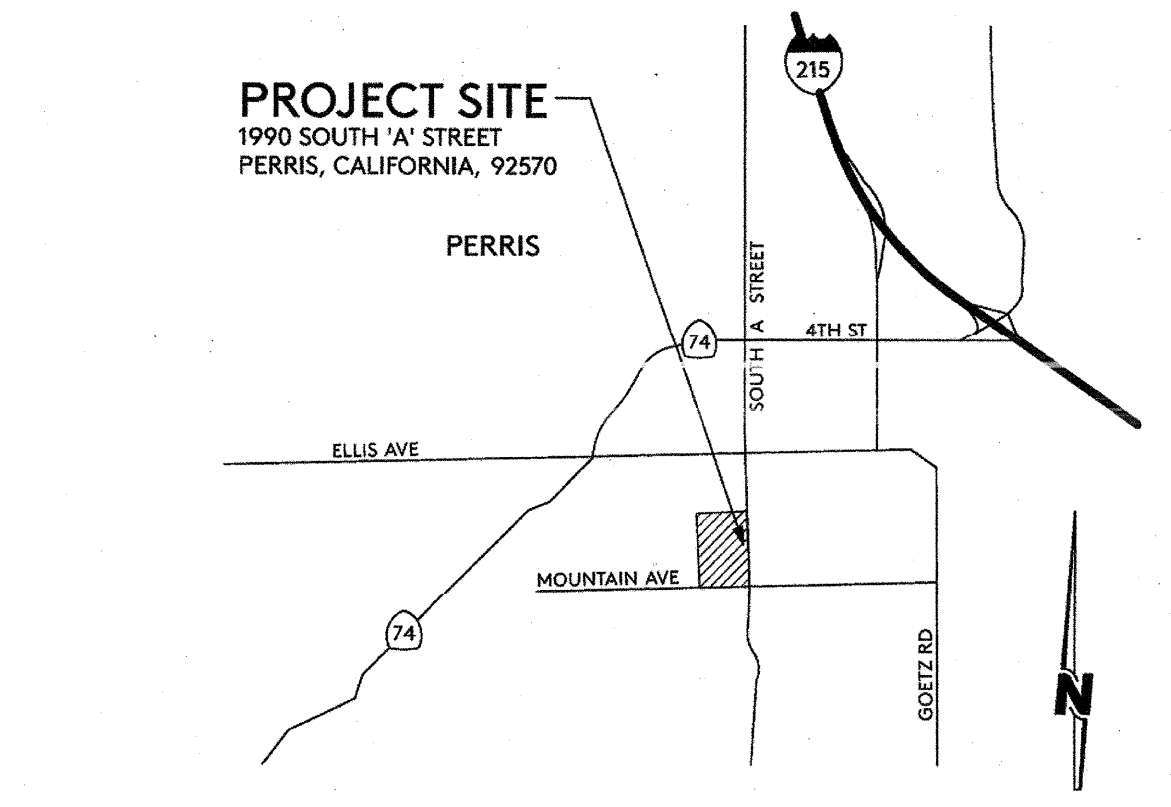 215
PROJECT SITE
1990 SOUTH 'A' STREET
PERRIS, CALIFORNIA, 92570
PERRIS
SOUTH A STREET
74
4TH ST
ELLIS AVE
MOUNTAIN AVE
74
GOETZ RD
N